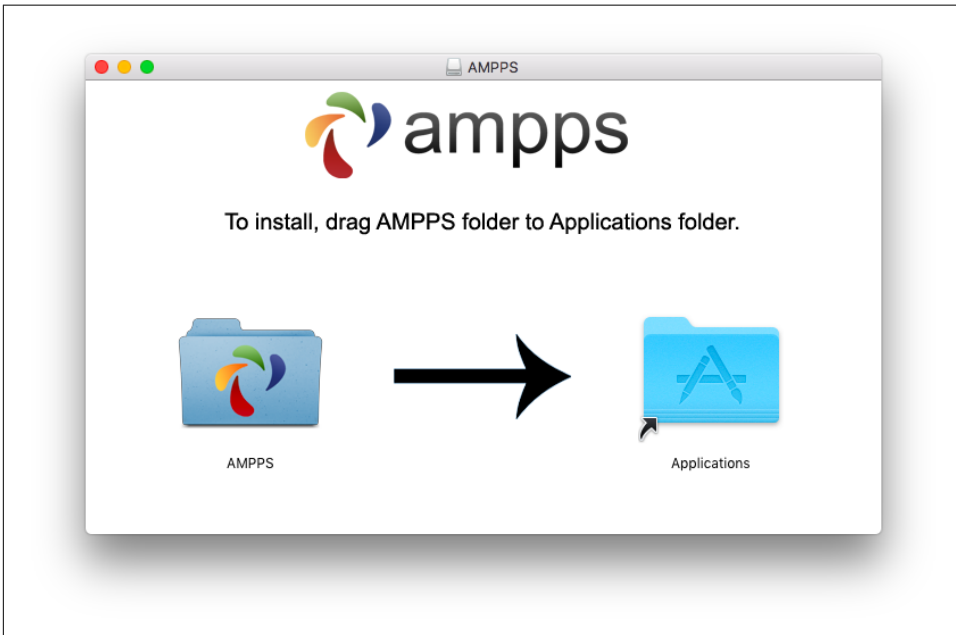 AMPPS
ampps
To install, drag AMPPS folder to Applications folder.
AMPPS
Applications